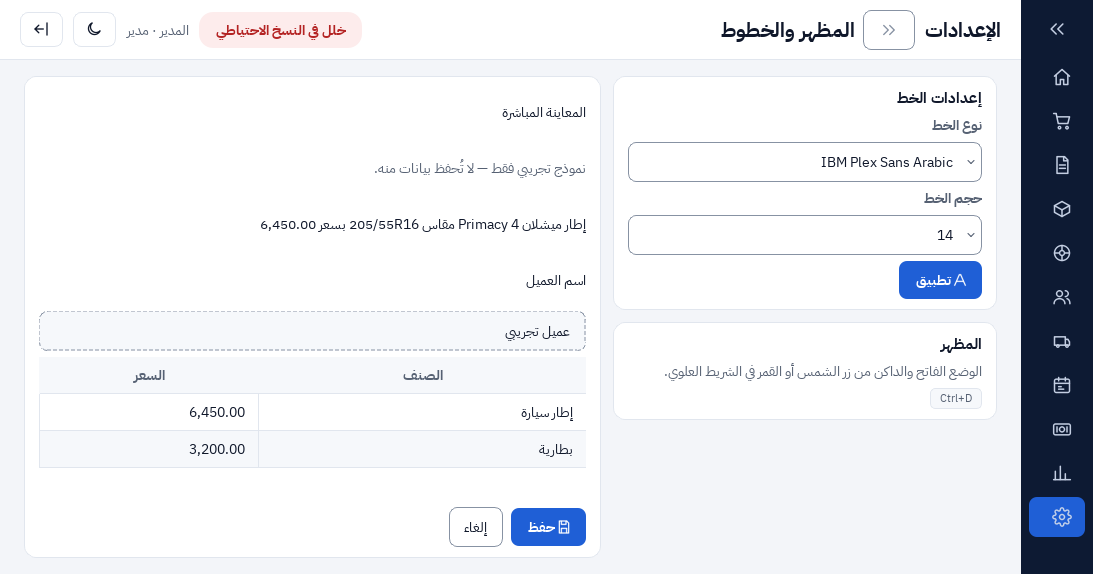 الإعدادات
المظهر والخطوط
خلل في النسخ الاحتياطي
المدير · مدير
إعدادات الخط
نوع الخط
IBM Plex Sans Arabic
حجم الخط
14
تطبيق
المظهر
الوضع الفاتح والداكن من زر الشمس أو القمر في الشريط العلوي.
Ctrl+D
المعاينة المباشرة
نموذج تجريبي فقط — لا تُحفظ بيانات منه.
إطار ميشلان Primacy 4 مقاس 205/55R16 بسعر 6,450.00
اسم العميل
عميل تجريبي
الصنف السعر
إطار سيارة 6,450.00
بطارية 3,200.00
حفظ
إلغاء